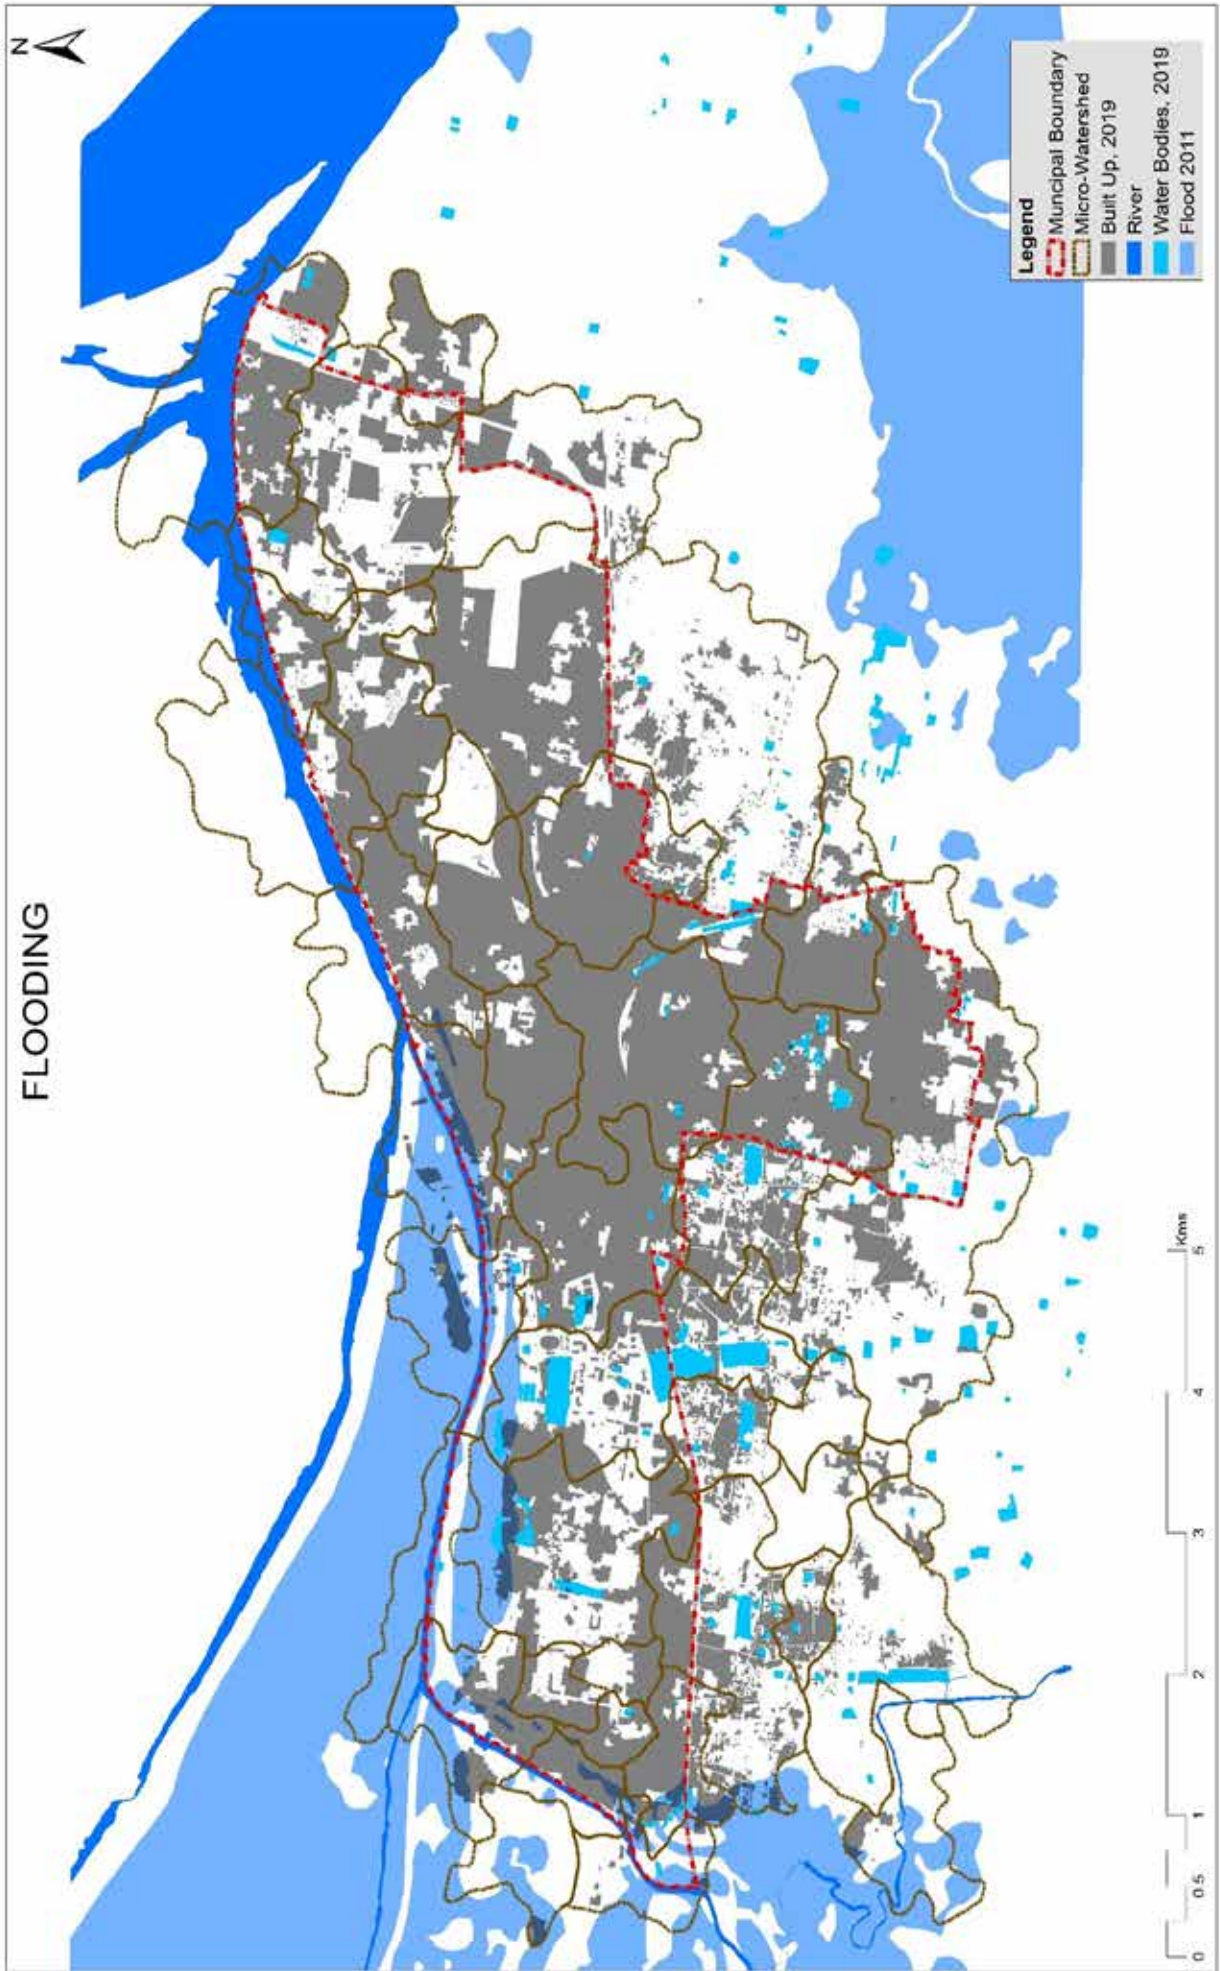 FLOODING
N
Legend
Muncipal Boundary
Micro-Watershed
Built Up, 2019
River
Water Bodies, 2019
Flood 2011
0 0.5 1 2 3 4 5
Kms